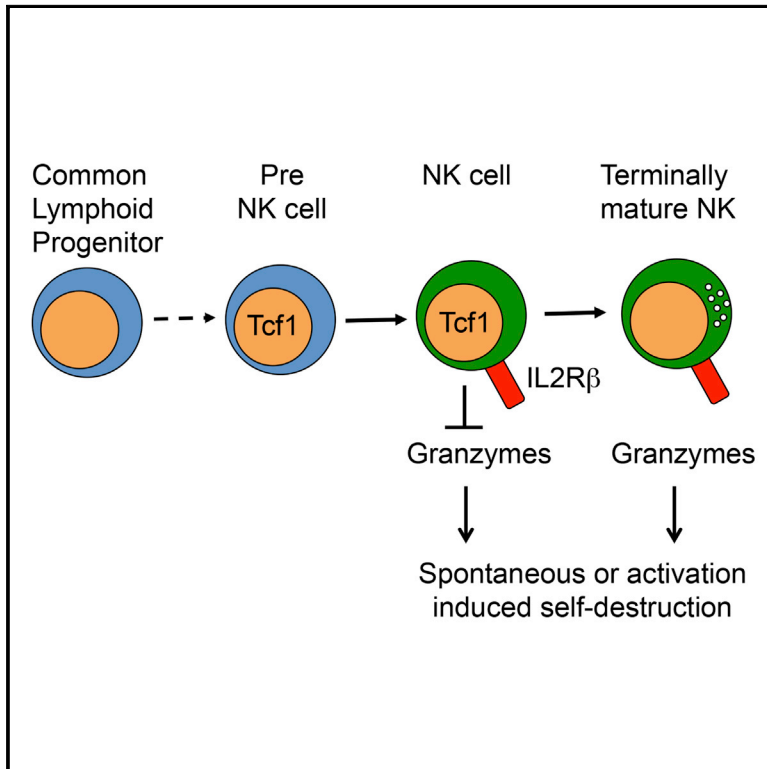 Common
Lymphoid
Progenitor
Pre
NK cell
NK cell
Terminally
mature NK
Tcf1
Tcf1
IL2Rβ
Granzymes
Granzymes
Spontaneous or activation
induced self-destruction